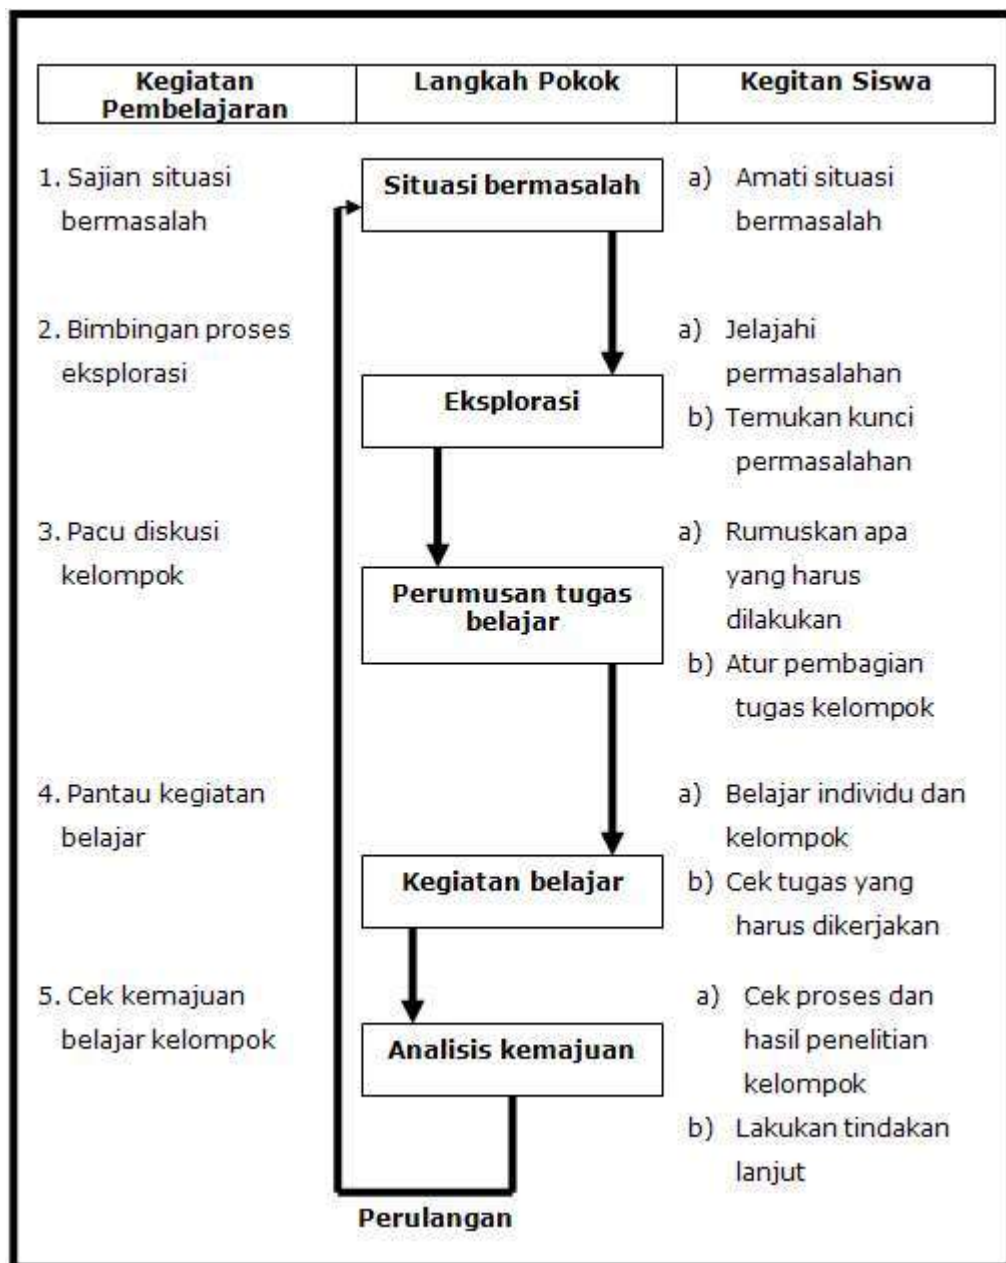 Kegiatan
Pembelajaran
Langkah Pokok
Kegitan Siswa
1. Sajian situasi
bermasalah
Situasi bermasalah
a) Amati situasi
bermasalah
2. Bimbingan proses
eksplorasi
Eksplorasi
a) Jelajahi
permasalahan
b) Temukan kunci
permasalahan
3. Pacu diskusi
kelompok
Perumusan tugas
belajar
a) Rumuskan apa
yang harus
dilakukan
b) Atur pembagian
tugas kelompok
4. Pantau kegiatan
belajar
Kegiatan belajar
a) Belajar individu dan
kelompok
b) Cek tugas yang
harus dikerjakan
5. Cek kemajuan
belajar kelompok
Analisis kemajuan
a) Cek proses dan
hasil penelitian
kelompok
b) Lakukan tindakan
lanjut
Perulangan